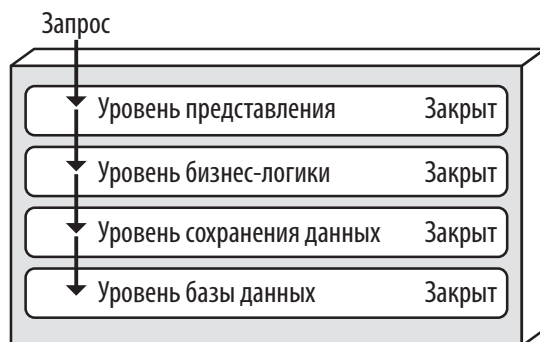 Запрос
Уровень представления Закрыт
Уровень бизнес-логики Закрыт
Уровень сохранения данных Закрыт
Уровень базы данных Закрыт